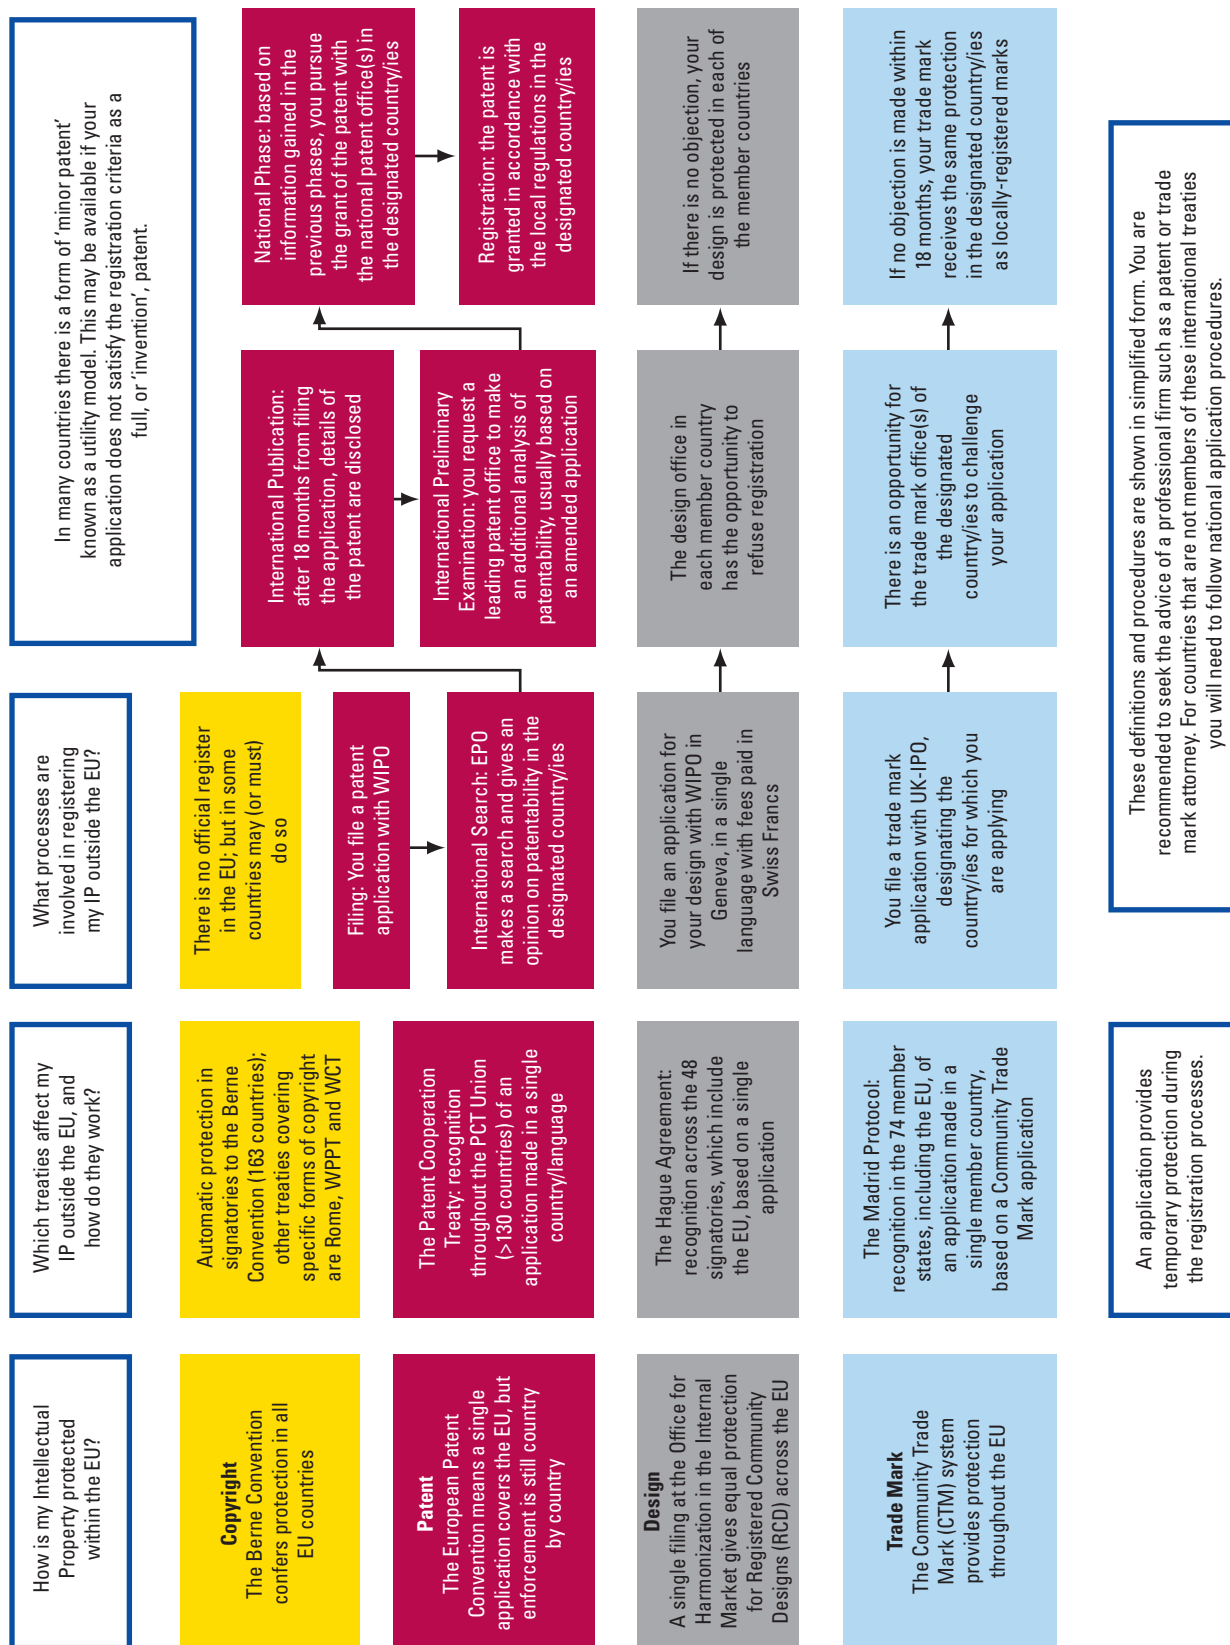 How is my Intellectual
Property protected
within the EU?
Which treaties affect my
IP outside the EU, and
how do they work?
What processes are
involved in registering
my IP outside the EU?
In many countries there is a form of ‘minor patent’
known as a utility model. This may be available if your
application does not satisfy the registration criteria as a
full, or ‘invention’, patent.
Copyright
The Berne Convention
confers protection in all
EU countries
Automatic protection in
signatories to the Berne
Convention (163 countries);
other treaties covering
specific forms of copyright
are Rome, WPPT and WCT
There is no official register
in the EU; but in some
countries may (or must)
do so
Patent
The European Patent
Convention means a single
application covers the EU, but
enforcement is still country
by country
The Patent Cooperation
Treaty: recognition
throughout the PCT Union
(>130 countries) of an
application made in a single
country/language
Filing: You file a patent
application with WIPO
International Search: EPO
makes a search and gives an
opinion on patentability in the
designated country/ies
International Publication:
after 18 months from filing
the application, details of
the patent are disclosed
International Preliminary
Examination: you request a
leading patent office to make
an additional analysis of
patentability, usually based on
an amended application
National Phase: based on
information gained in the
previous phases, you pursue
the grant of the patent with
the national patent office(s) in
the designated country/ies
Registration: the patent is
granted in accordance with
the local regulations in the
designated country/ies
Design
A single filing at the Office for
Harmonization in the Internal
Market gives equal protection
for Registered Community
Designs (RCD) across the EU
The Hague Agreement:
recognition across the 48
signatories, which include
the EU, based on a single
application
You file an application for
your design with WIPO in
Geneva, in a single
language with fees paid in
Swiss Francs
The design office in
each member country
has the opportunity to
refuse registration
If there is no objection, your
design is protected in each of
the member countries
Trade Mark
The Community Trade
Mark (CTM) system
provides protection
throughout the EU
The Madrid Protocol:
recognition in the 74 member
states, including the EU, of
an application made in a
single member country,
based on a Community Trade
Mark application
You file a trade mark
application with UK-IPO,
designating the
country/ies for which you
are applying
There is an opportunity for
the trade mark office(s) of
the designated
country/ies to challenge
your application
If no objection is made within
18 months, your trade mark
receives the same protection
in the designated country/ies
as locally-registered marks
An application provides
temporary protection during
the registration processes.
These definitions and procedures are shown in simplified form. You are
recommended to seek the advice of a professional firm such as a patent or trade
mark attorney. For countries that are not members of these international treaties
you will need to follow national application procedures.